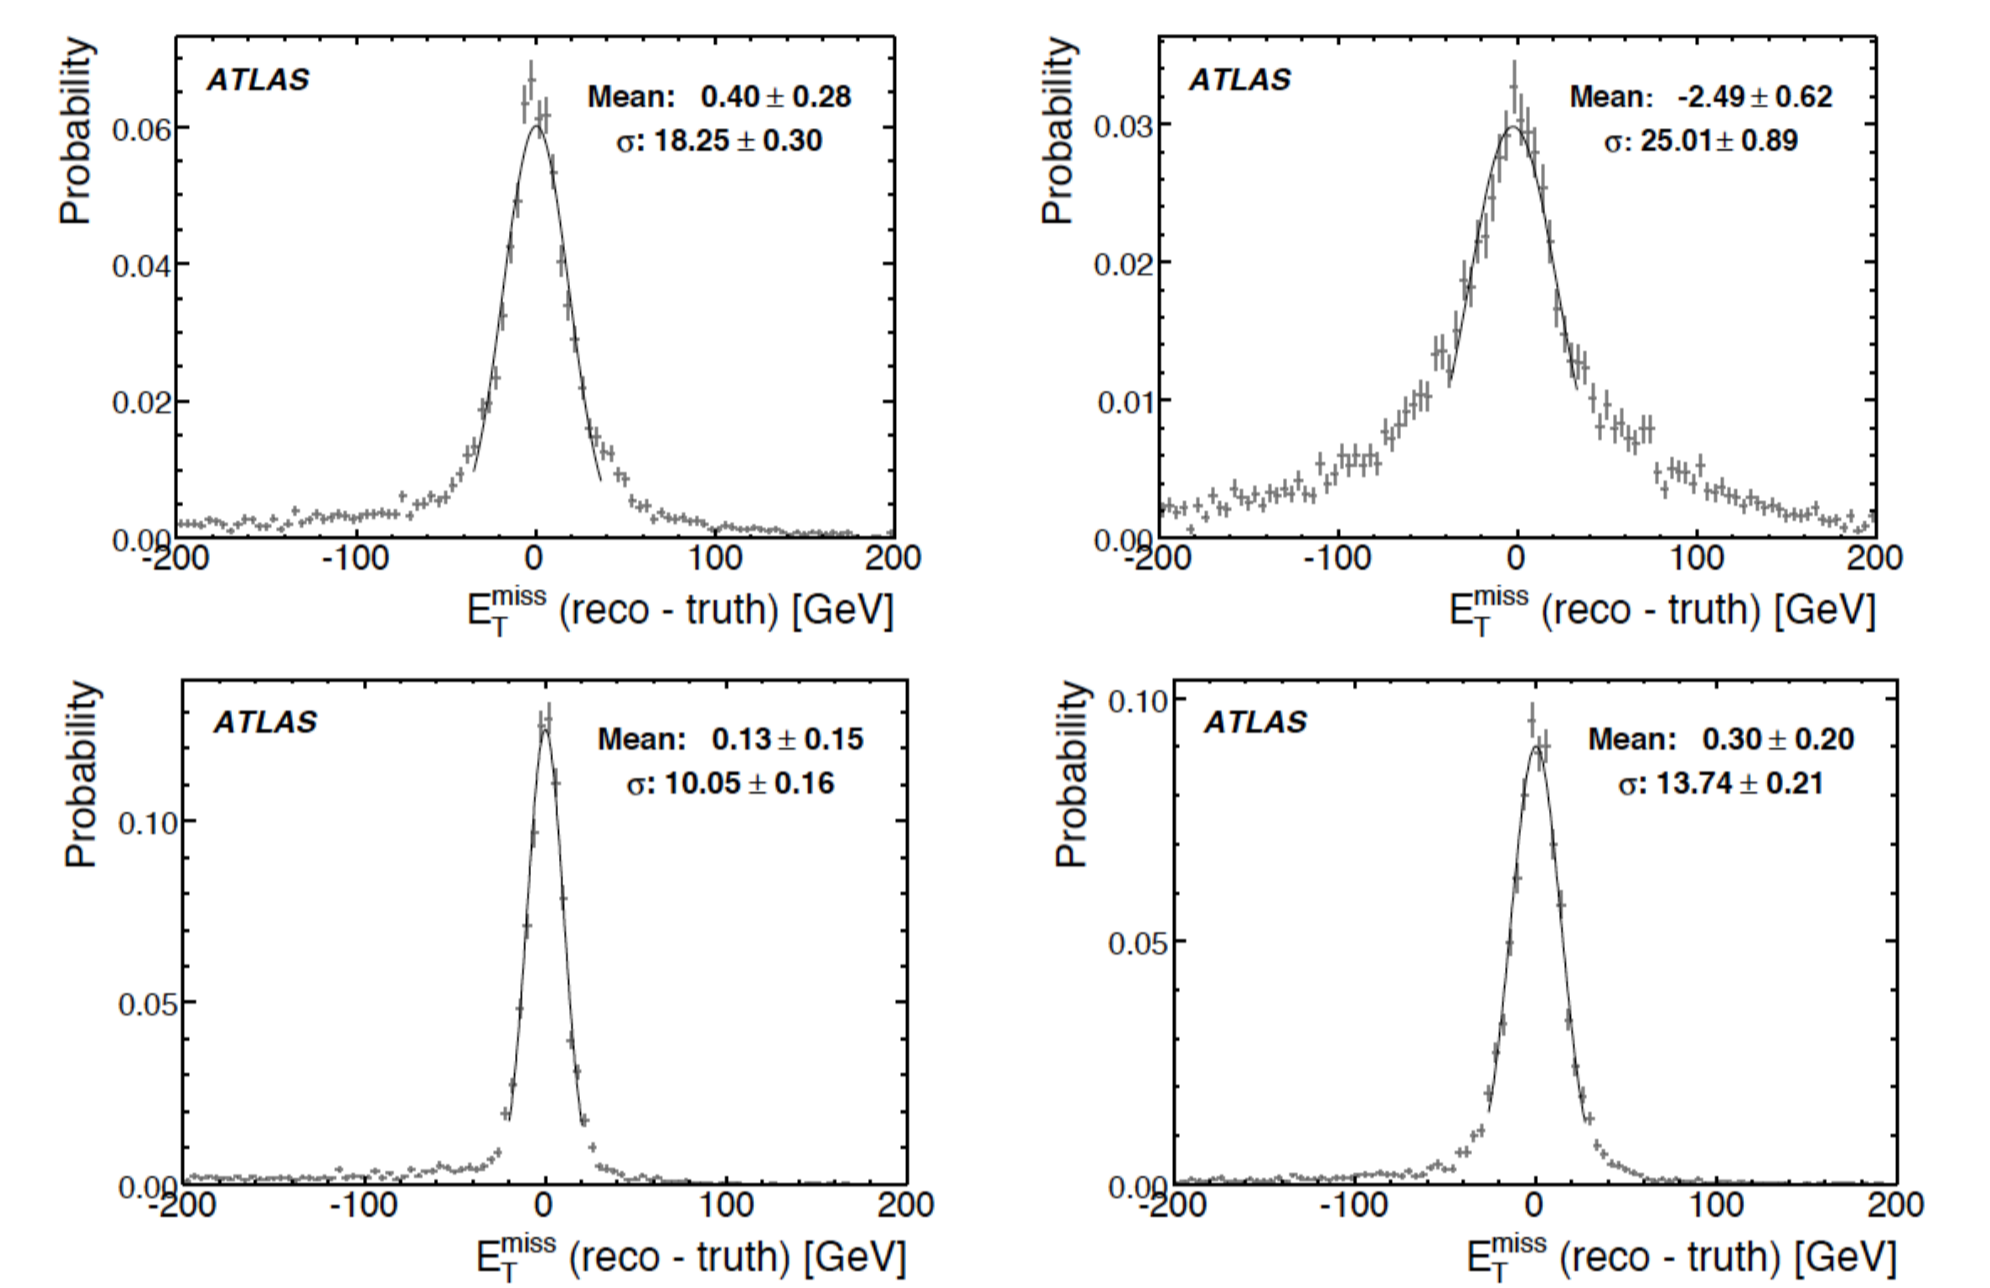 ATLAS
Mean: 0.40 ± 0.28
σ: 18.25 ± 0.30
Probability
0.06
0.04
0.02
0.00
-200 -100 0 100 200
E_T^miss (reco - truth) [GeV]
ATLAS
Mean: -2.49 ± 0.62
σ: 25.01± 0.89
Probability
0.03
0.02
0.01
0.00
-200 -100 0 100 200
E_T^miss (reco - truth) [GeV]
ATLAS
Mean: 0.13 ± 0.15
σ: 10.05 ± 0.16
Probability
0.10
0.05
0.00
-200 -100 0 100 200
E_T^miss (reco - truth) [GeV]
ATLAS
Mean: 0.30 ± 0.20
σ: 13.74 ± 0.21
Probability
0.10
0.05
0.00
-200 -100 0 100 200
E_T^miss (reco - truth) [GeV]